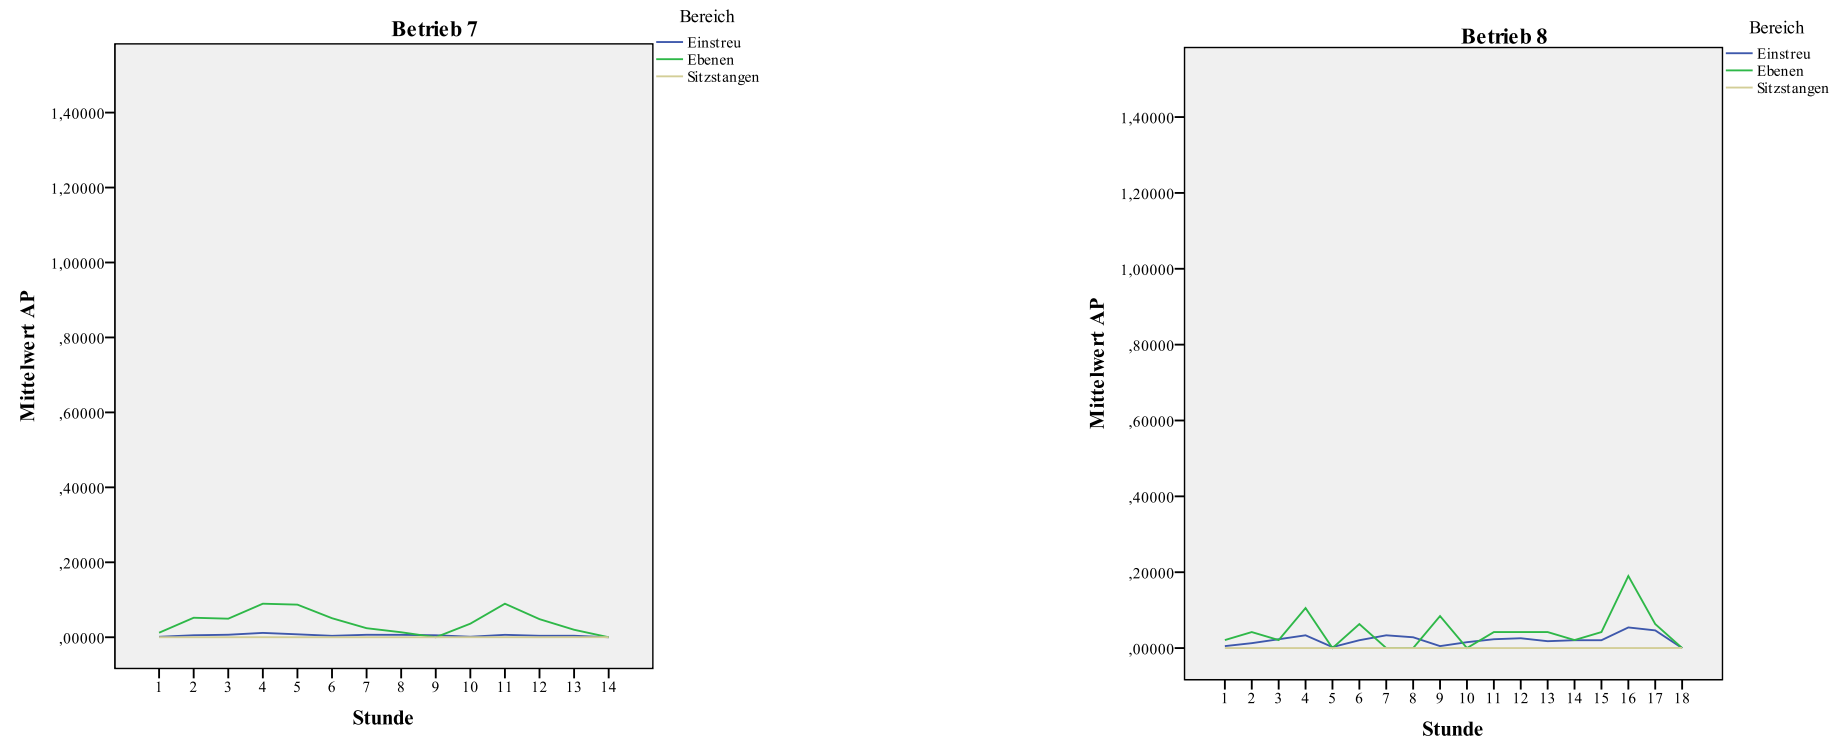 Betrieb 7
Bereich
Einstreu
Ebenen
Sitzstangen
1,40000
1,20000
1,00000
,80000
,60000
,40000
,20000
,00000
Mittelwert AP
1 2 3 4 5 6 7 8 9 10 11 12 13 14
Stunde
Betrieb 8
Bereich
Einstreu
Ebenen
Sitzstangen
1,40000
1,20000
1,00000
,80000
,60000
,40000
,20000
,00000
Mittelwert AP
1 2 3 4 5 6 7 8 9 10 11 12 13 14 15 16 17 18
Stunde